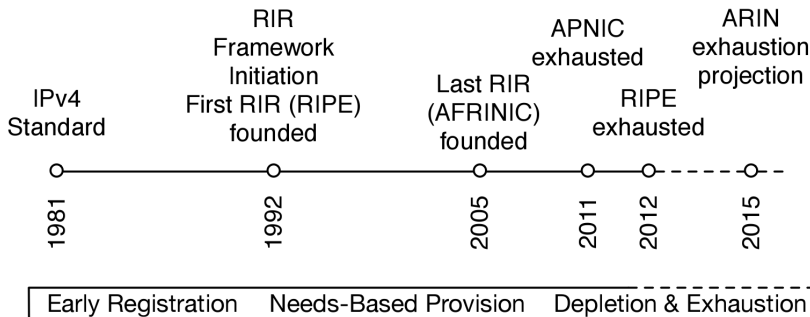 IPv4
Standard
RIR
Framework
Initiation
First RIR (RIPE)
founded
Last RIR
(AFRINIC)
founded
APNIC
exhausted
RIPE
exhausted
ARIN
exhaustion
projection
1981
1992
2005
2011
2012
2015
Early Registration Needs-Based Provision Depletion & Exhaustion